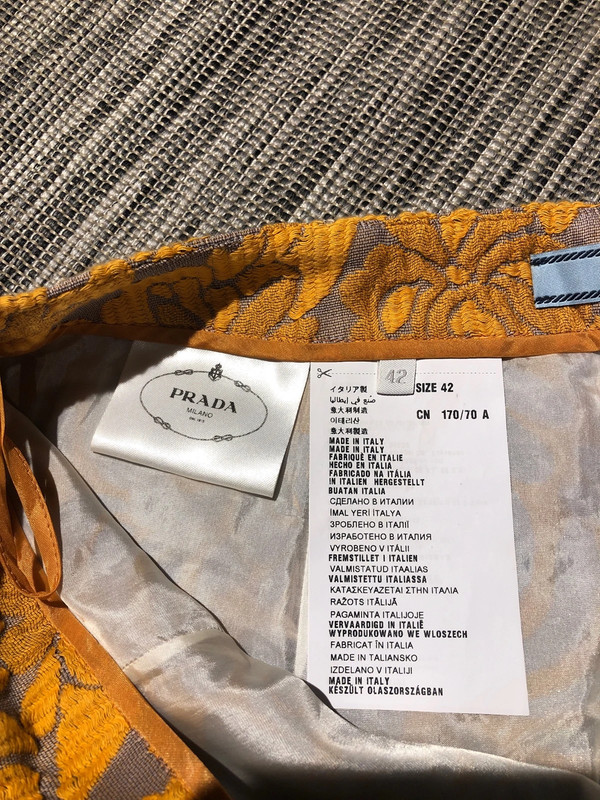 PRADA
MILANO
42
イタリア製
صنع في إيطاليا
意大利制造
이태리산
意大利製造
MADE IN ITALY
MADE IN ITALY
FABRIQUÉ EN ITALIE
HECHO EN ITALIA
FABRICADO NA ITÁLIA
IN ITALIEN HERGESTELLT
BUATAN ITALIA
СДЕЛАНО В ИТАЛИИ
İMAL YERİ İTALYA
ЗРОБЛЕНО В ІТАЛІЇ
ИЗРАБОТЕНО В ИТАЛИЯ
VYROBENO V ITÁLII
FREMSTILLET I ITALIEN
VALMISTATUD ITAALIAS
VALMISTETTU ITALIASSA
ΚΑΤΑΣΚΕΥΑΖΕΤΑΙ ΣΤΗΝ ΙΤΑΛΙΑ
RAŽOTS ITĀLIJĀ
PAGAMINTA ITALIJOJE
VERVAARDIGD IN ITALIË
WYPRODUKOWANO WE WLOSZECH
FABRICAT ÎN ITALIA
MADE IN TALIANSKO
IZDELANO V ITALIJI
MADE IN ITALY
KÉSZÜLT OLASZORSZÁGBAN
SIZE 42
CN 170/70 A